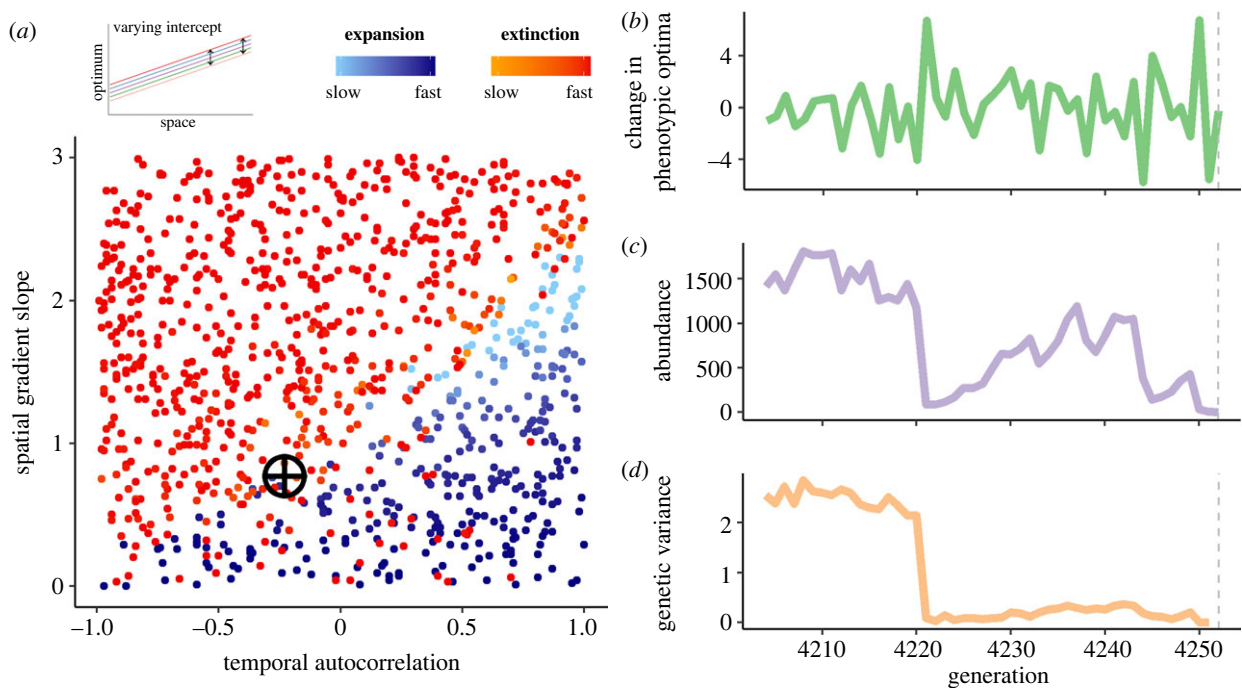 (a)
varying intercept
optimum
space
expansion
slow fast
extinction
slow fast
3
2
1
0
spatial gradient slope
−1.0 −0.5 0 0.5 1.0
temporal autocorrelation
(b)
change in
phenotypic optima
4
0
−4
(c)
abundance
1500
1000
500
0
(d)
genetic variance
2
1
0
4210 4220 4230 4240 4250
generation